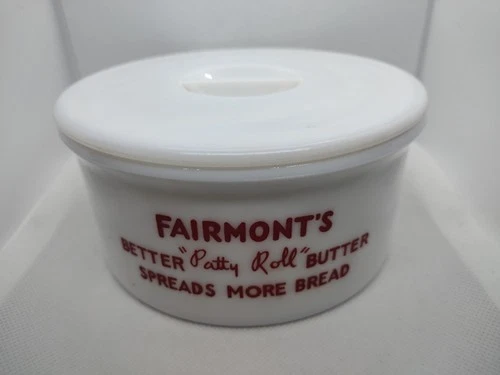 FAIRMONT'S
BETTER "Patty Roll" BUTTER
SPREADS MORE BREAD